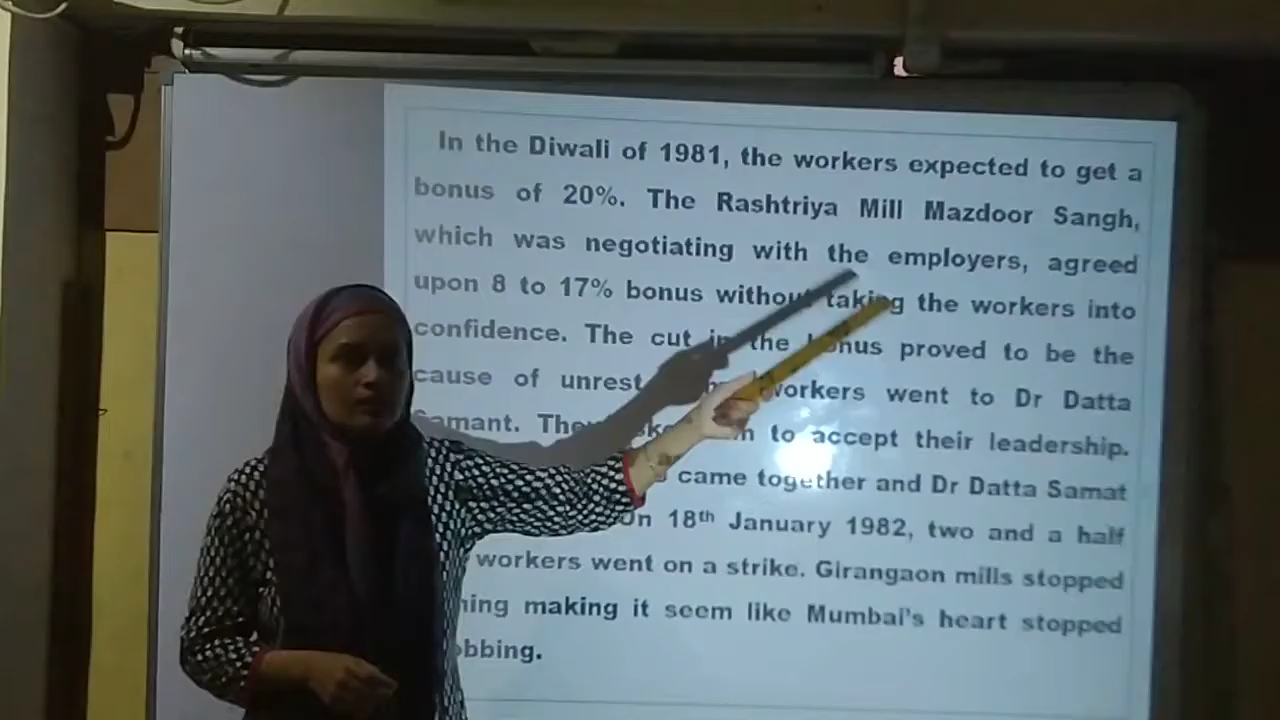 In the Diwali of 1981, the workers expected to get a
bonus of 20%. The Rashtriya Mill Mazdoor Sangh,
which was negotiating with the employers, agreed
upon 8 to 17% bonus without taking the workers into
confidence. The cut in the bonus proved to be the
cause of unrest workers went to Dr Datta
Samant. They to accept their leadership.
came together and Dr Datta Samat
On 18th January 1982, two and a half
workers went on a strike. Girangaon mills stopped
making it seem like Mumbai's heart stopped